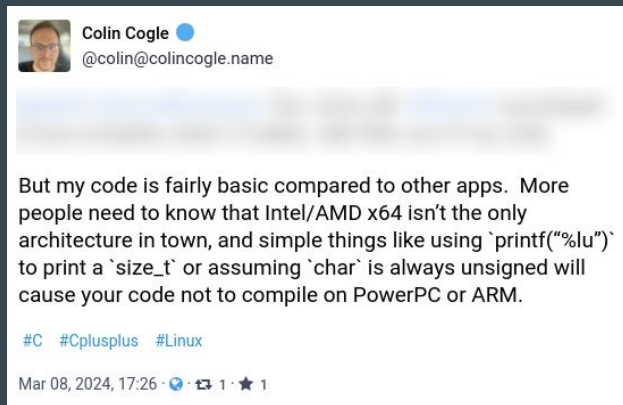 Colin Cogle
@colin@colincogle.name
But my code is fairly basic compared to other apps.  More
people need to know that Intel/AMD x64 isn’t the only
architecture in town, and simple things like using `printf(“%lu”)`
to print a `size_t` or assuming `char` is always unsigned will
cause your code not to compile on PowerPC or ARM.
#C #Cplusplus #Linux
Mar 08, 2024, 17:26 · · 1 · 1